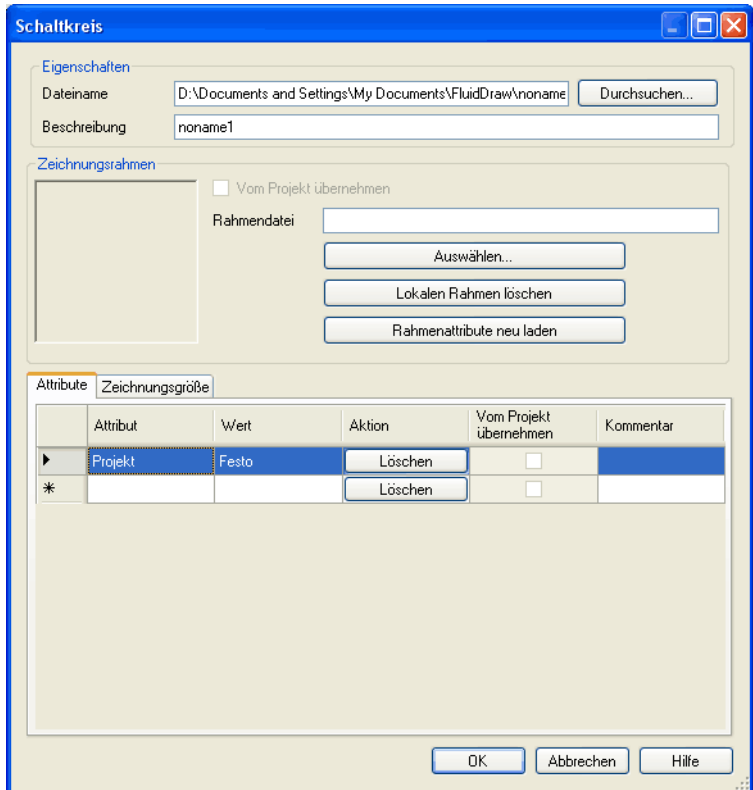 Schaltkreis
Eigenschaften
Dateiname D:\Documents and Settings\My Documents\FluidDraw\noname Durchsuchen...
Beschreibung noname1
Zeichnungsrahmen
Vom Projekt übernehmen
Rahmendatei
Auswählen...
Lokalen Rahmen löschen
Rahmenattribute neu laden
Attribute Zeichnungsgröße
Attribut Wert Aktion Vom Projekt übernehmen Kommentar
Projekt Festo Löschen
Löschen
OK Abbrechen Hilfe